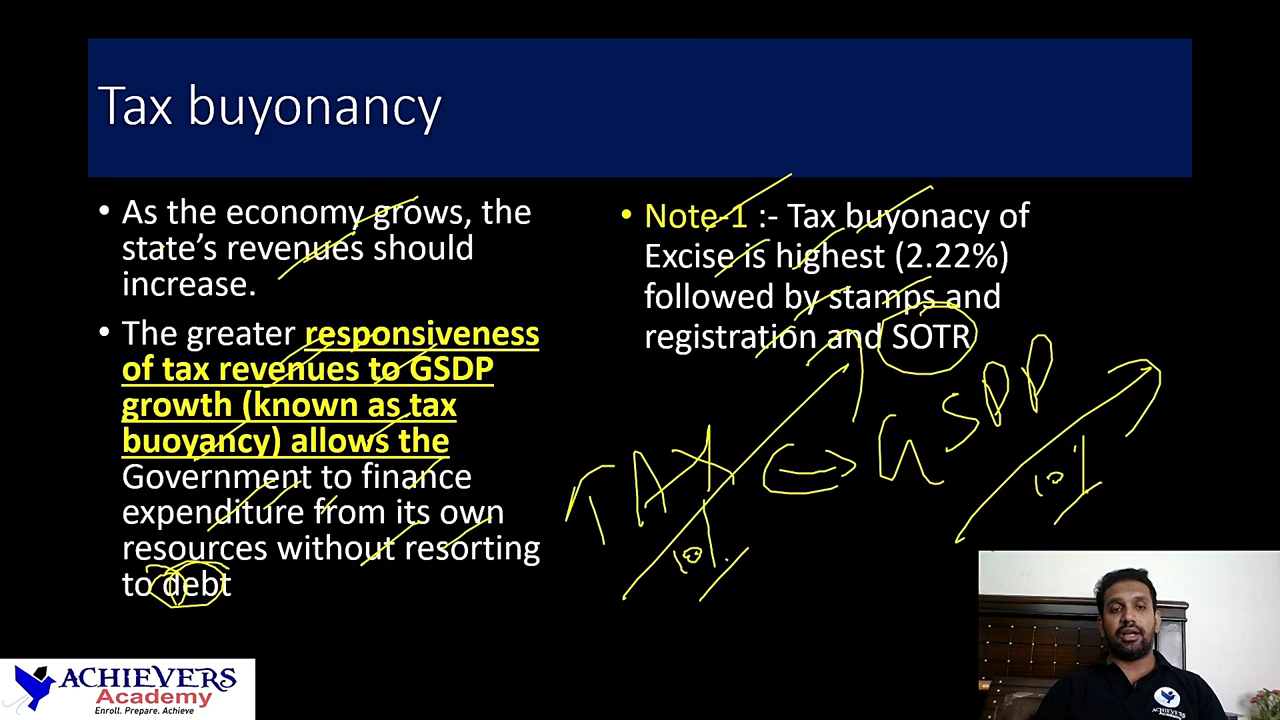 Tax buyonancy
• As the economy grows, the
state's revenues should
increase.
• The greater responsiveness
of tax revenues to GSDP
growth (known as tax
buoyancy) allows the
Government to finance
expenditure from its own
resources without resorting
to debt
• Note-1 :- Tax buyonacy of
Excise is highest (2.22%)
followed by stamps and
registration and SOTR
TAX GSDP
10% 10%
ACHIEVERS
Academy
Enroll. Prepare. Achieve